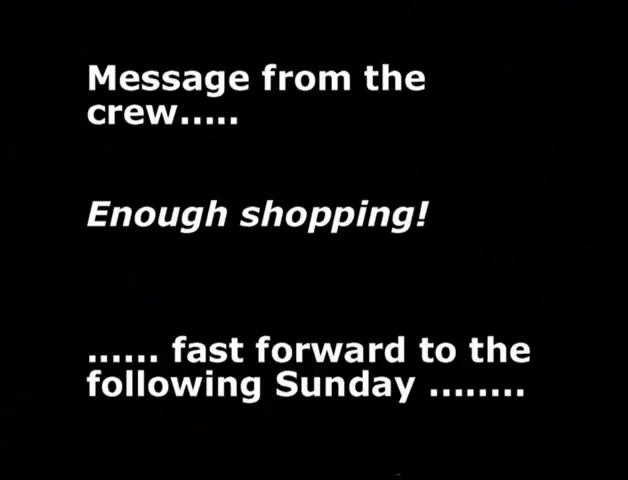 Message from the
crew.....
Enough shopping!
...... fast forward to the
following Sunday ........